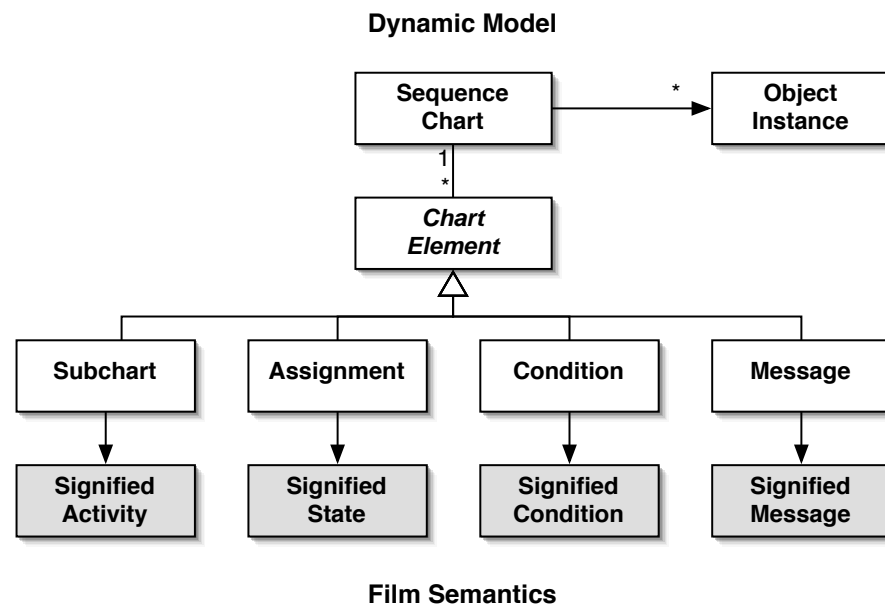 Dynamic Model
Sequence
Chart
*
Object
Instance
1
*
Chart
Element
Subchart
Assignment
Condition
Message
Signified
Activity
Signified
State
Signified
Condition
Signified
Message
Film Semantics